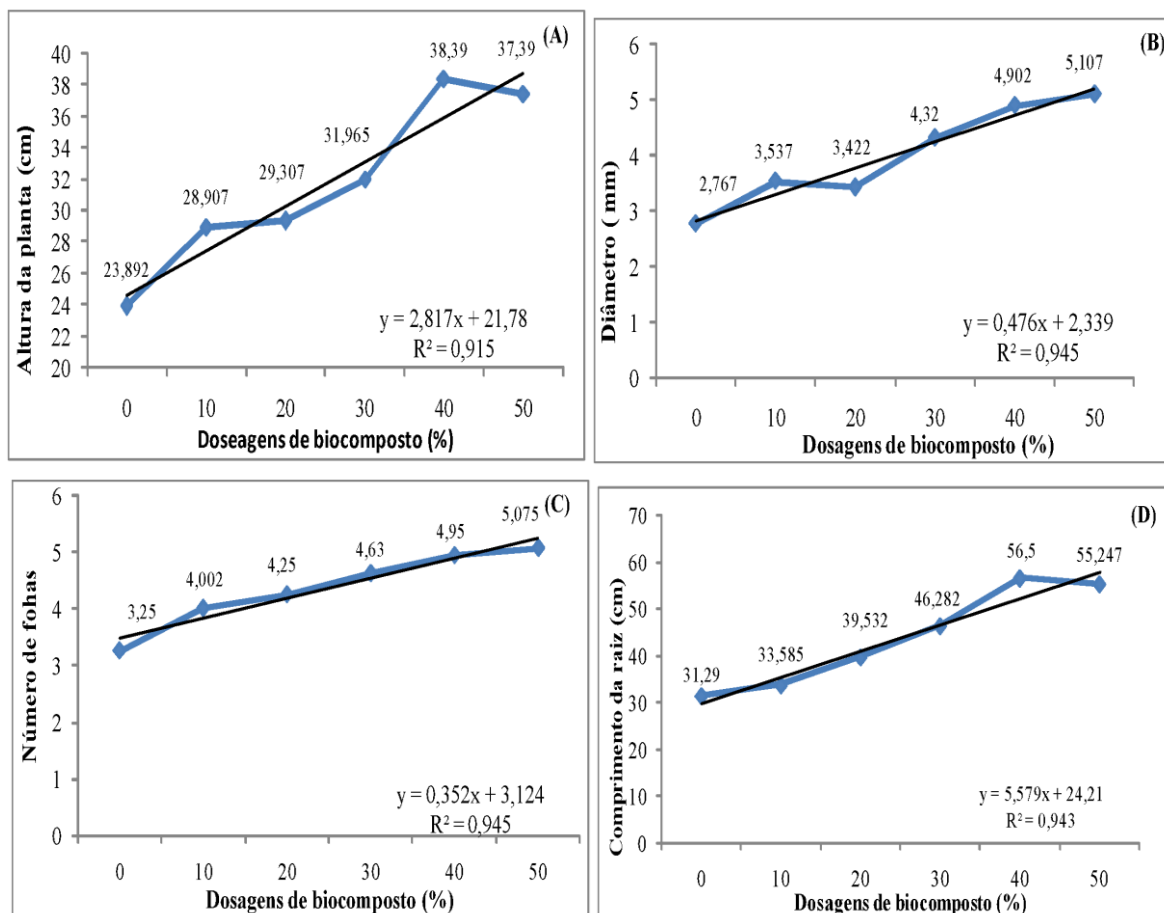 (A)
Altura da planta (cm)
40
38
36
34
32
30
28
26
24
22
20
23,892
28,907
29,307
31,965
38,39
37,39
y = 2,817x + 21,78
R² = 0,915
0 10 20 30 40 50
Doseagens de biocomposto (%)
(B)
Diâmetro ( mm)
6
5
4
3
2
1
0
2,767
3,537
3,422
4,32
4,902
5,107
y = 0,476x + 2,339
R² = 0,945
0 10 20 30 40 50
Dosagens de biocomposto (%)
(C)
Número de fohas
6
5
4
3
2
1
0
3,25
4,002
4,25
4,63
4,95
5,075
y = 0,352x + 3,124
R² = 0,945
0 10 20 30 40 50
Dosagens de biocomposto (%)
(D)
Comprimento da raiz (cm)
70
60
50
40
30
20
10
0
31,29
33,585
39,532
46,282
56,5
55,247
y = 5,579x + 24,21
R² = 0,943
0 10 20 30 40 50
Dosagens de biocomposto (%)